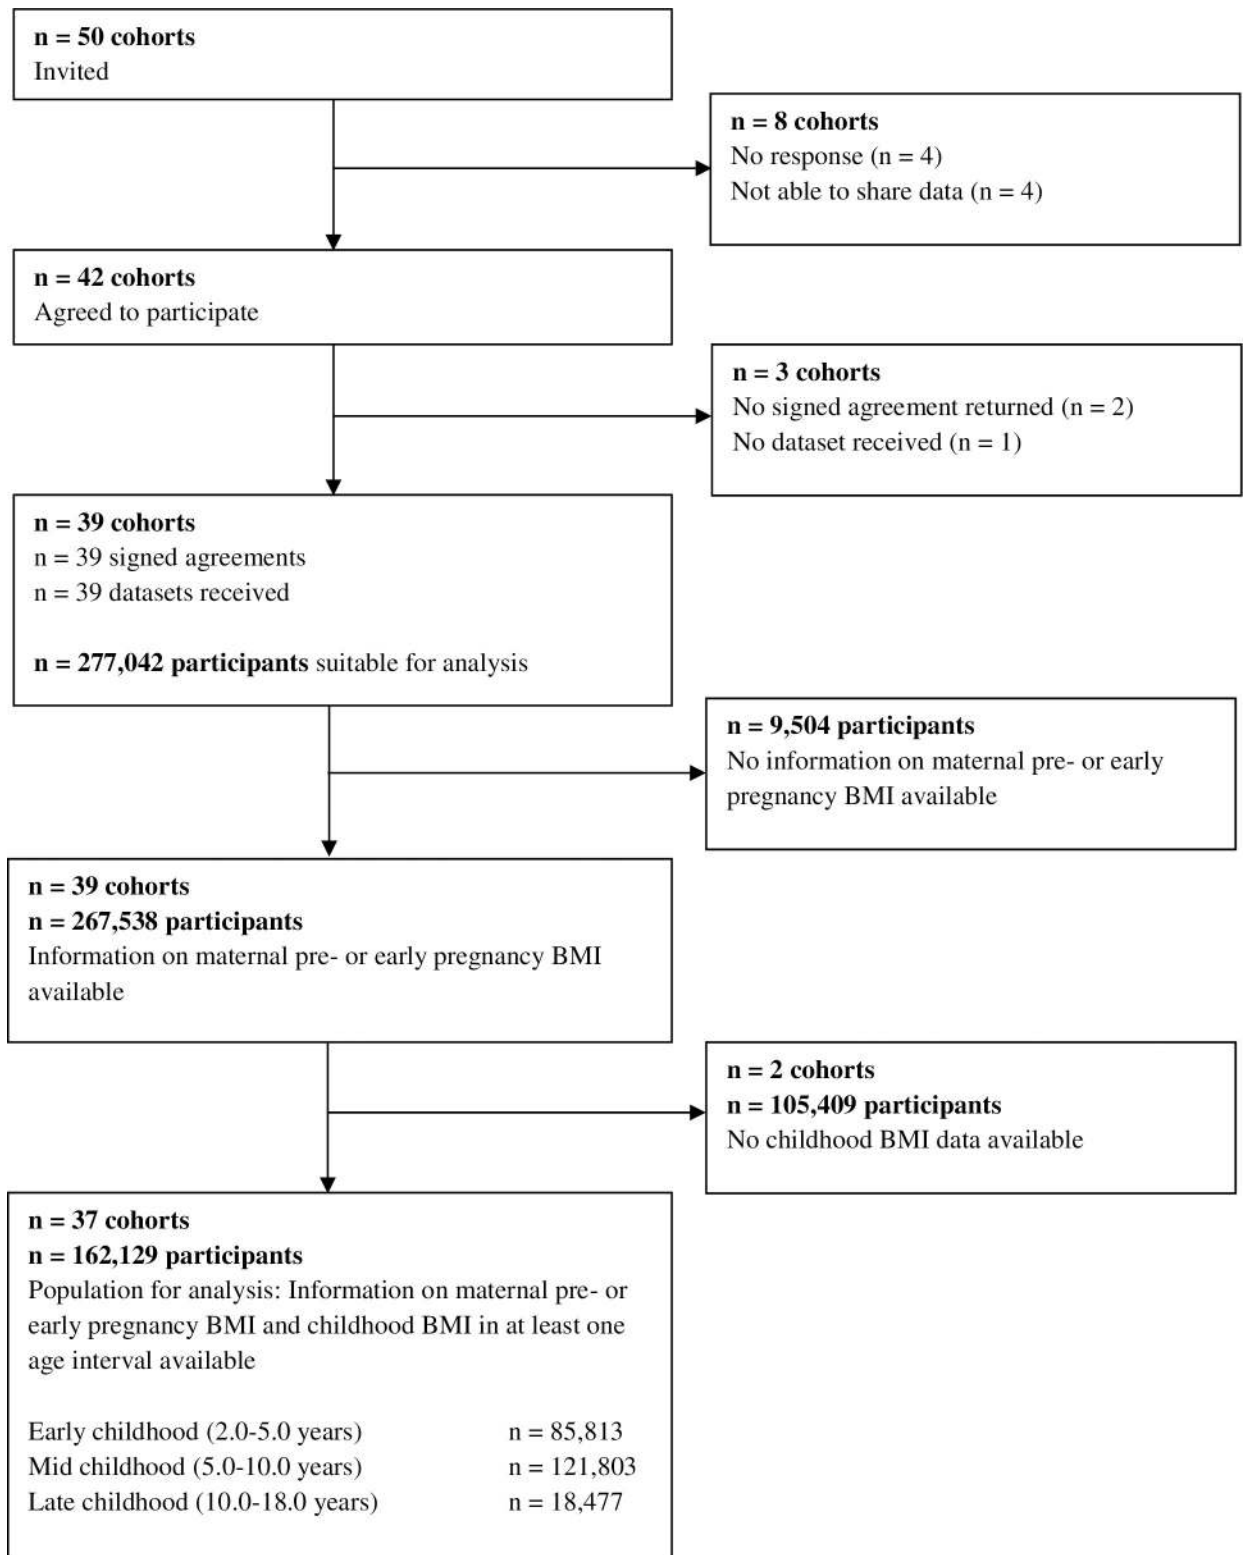 n = 50 cohorts
Invited
n = 8 cohorts
No response (n = 4)
Not able to share data (n = 4)
n = 42 cohorts
Agreed to participate
n = 3 cohorts
No signed agreement returned (n = 2)
No dataset received (n = 1)
n = 39 cohorts
n = 39 signed agreements
n = 39 datasets received
n = 277,042 participants suitable for analysis
n = 9,504 participants
No information on maternal pre- or early
pregnancy BMI available
n = 39 cohorts
n = 267,538 participants
Information on maternal pre- or early pregnancy BMI
available
n = 2 cohorts
n = 105,409 participants
No childhood BMI data available
n = 37 cohorts
n = 162,129 participants
Population for analysis: Information on maternal pre- or
early pregnancy BMI and childhood BMI in at least one
age interval available
Early childhood (2.0-5.0 years) n = 85,813
Mid childhood (5.0-10.0 years) n = 121,803
Late childhood (10.0-18.0 years) n = 18,477